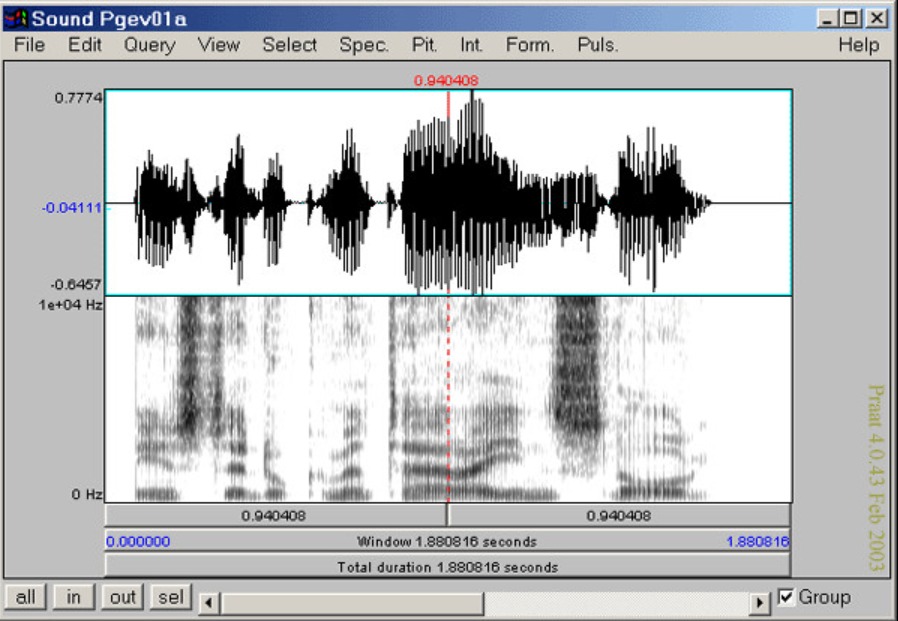 Sound Pgev01a
File Edit Query View Select Spec. Pit. Int. Form. Puls. Help
0.940408
0.7774
-0.04111
-0.6457
1e+04 Hz
0 Hz
Praat 4.0.43 Feb 2003
0.940408 0.940408
0.000000 Window 1.880816 seconds 1.880816
Total duration 1.880816 seconds
all in out sel Group